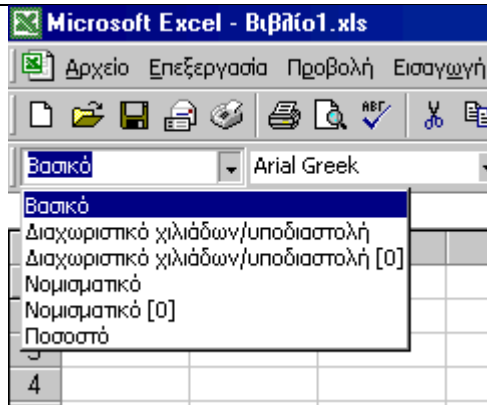 Microsoft Excel - Βιβλίο1.xls
Αρχείο Επεξεργασία Προβολή Εισαγωγή
ABC
Βασικό Arial Greek
Βασικό
Διαχωριστικό χιλιάδων/υποδιαστολή
Διαχωριστικό χιλιάδων/υποδιαστολή [0]
Νομισματικό
Νομισματικό [0]
Ποσοστό
4